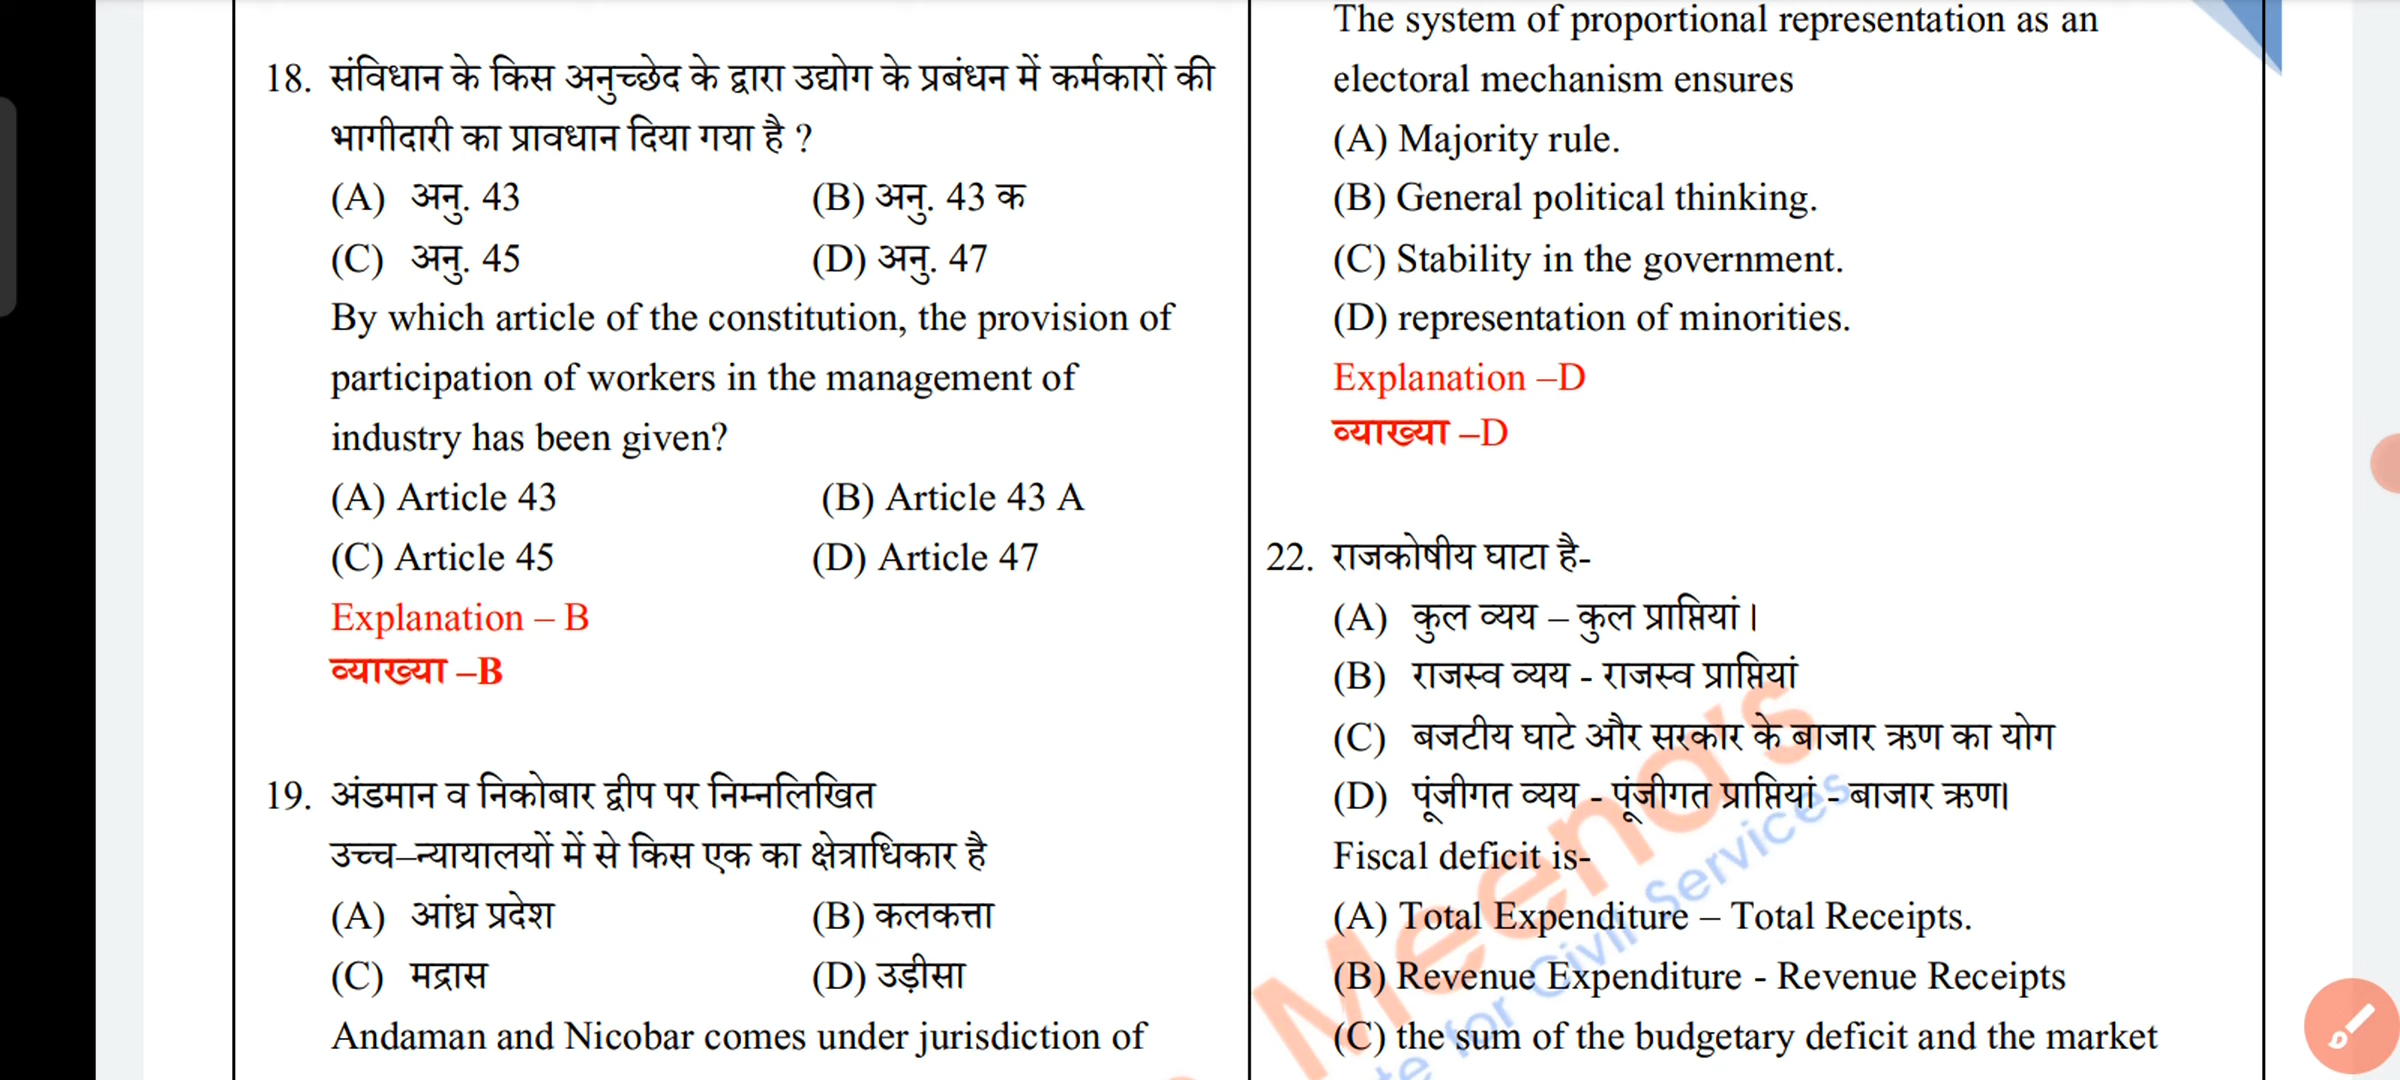 18. संविधान के किस अनुच्छेद के द्वारा उद्योग के प्रबंधन में कर्मकारों की
भागीदारी का प्रावधान दिया गया है ?
(A) अनु. 43 (B) अनु. 43 क
(C) अनु. 45 (D) अनु. 47
By which article of the constitution, the provision of
participation of workers in the management of
industry has been given?
(A) Article 43 (B) Article 43 A
(C) Article 45 (D) Article 47
Explanation – B
व्याख्या –B
19. अंडमान व निकोबार द्वीप पर निम्नलिखित
उच्च–न्यायालयों में से किस एक का क्षेत्राधिकार है
(A) आंध्र प्रदेश (B) कलकत्ता
(C) मद्रास (D) उड़ीसा
Andaman and Nicobar comes under jurisdiction of
The system of proportional representation as an
electoral mechanism ensures
(A) Majority rule.
(B) General political thinking.
(C) Stability in the government.
(D) representation of minorities.
Explanation –D
व्याख्या –D
22. राजकोषीय घाटा है-
(A) कुल व्यय – कुल प्राप्तियां।
(B) राजस्व व्यय - राजस्व प्राप्तियां
(C) बजटीय घाटे और सरकार के बाजार ऋण का योग
(D) पूंजीगत व्यय - पूंजीगत प्राप्तियां - बाजार ऋण।
Fiscal deficit is-
(A) Total Expenditure – Total Receipts.
(B) Revenue Expenditure - Revenue Receipts
(C) the sum of the budgetary deficit and the market
Meena's
for Civil Services